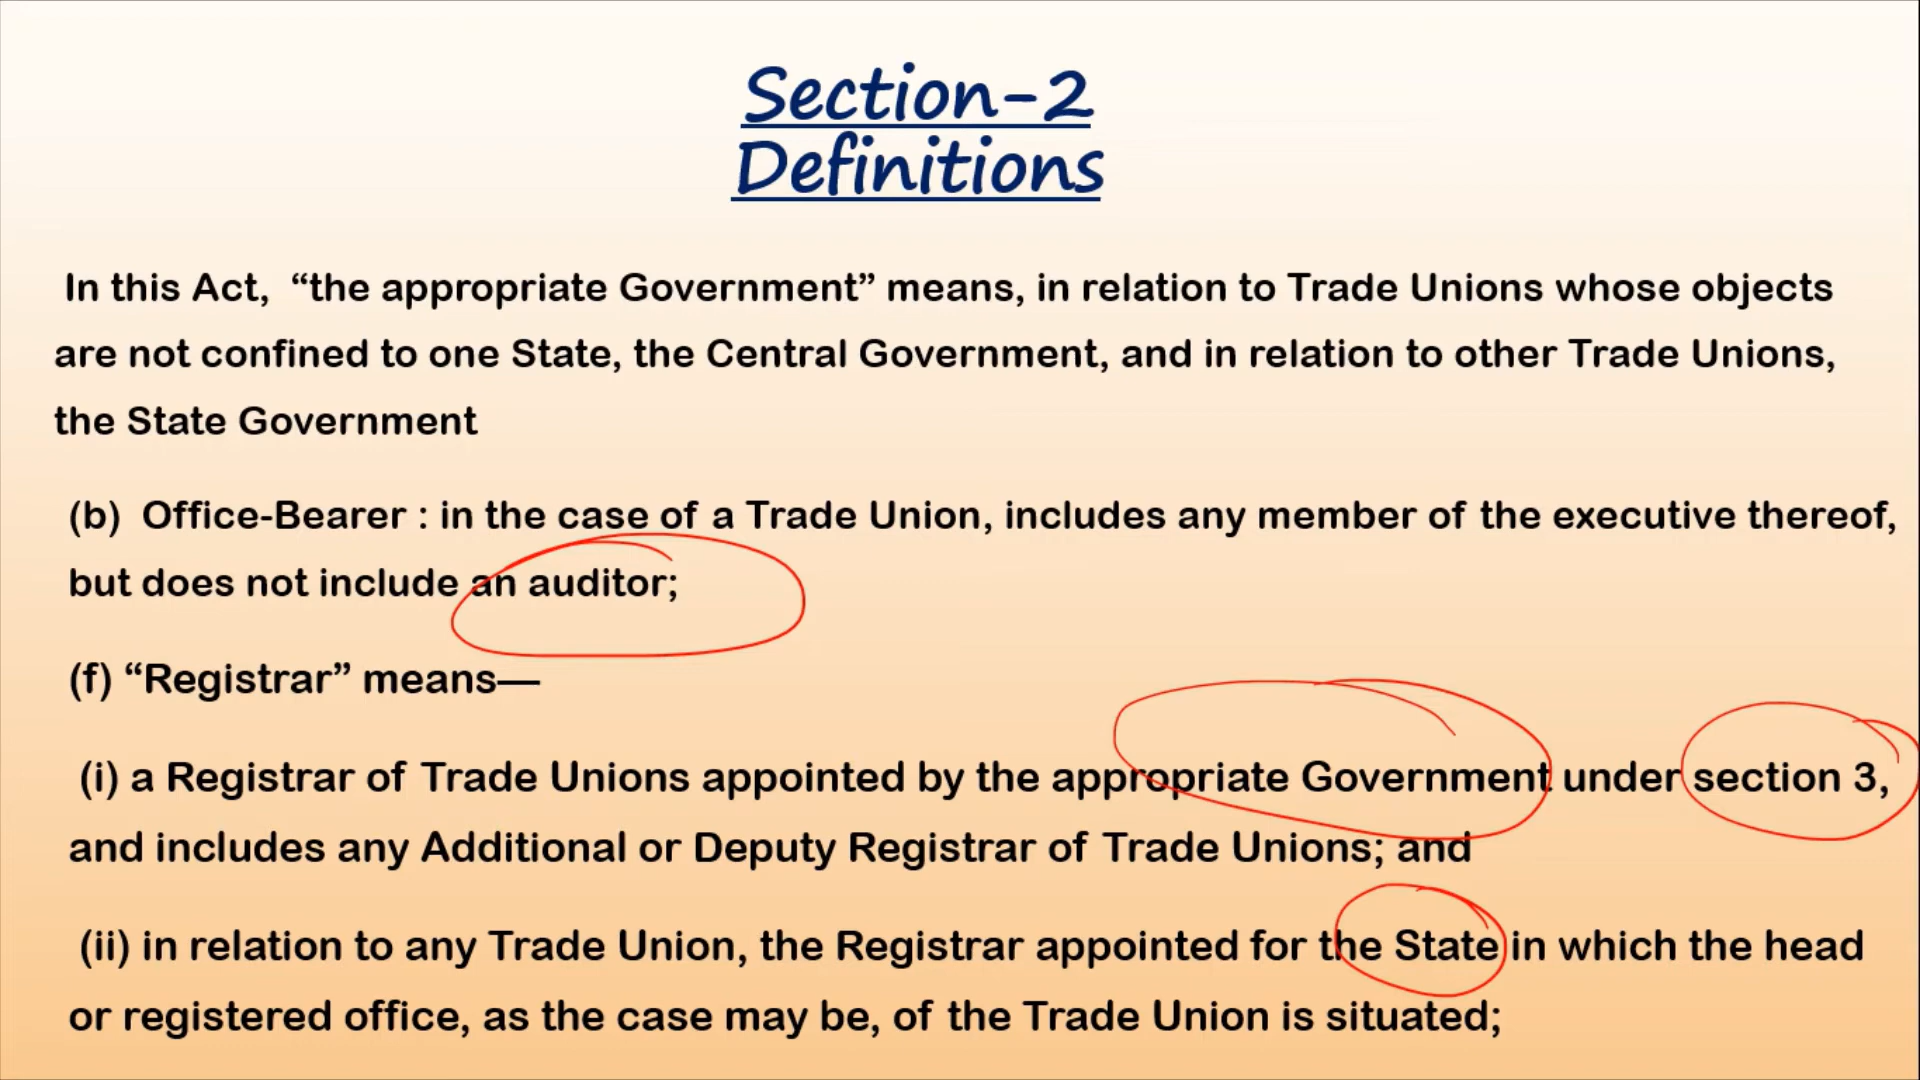 Section-2
Definitions
In this Act, “the appropriate Government” means, in relation to Trade Unions whose objects
are not confined to one State, the Central Government, and in relation to other Trade Unions,
the State Government
(b) Office-Bearer : in the case of a Trade Union, includes any member of the executive thereof,
but does not include an auditor;
(f) “Registrar” means—
(i) a Registrar of Trade Unions appointed by the appropriate Government under section 3,
and includes any Additional or Deputy Registrar of Trade Unions; and
(ii) in relation to any Trade Union, the Registrar appointed for the State in which the head
or registered office, as the case may be, of the Trade Union is situated;